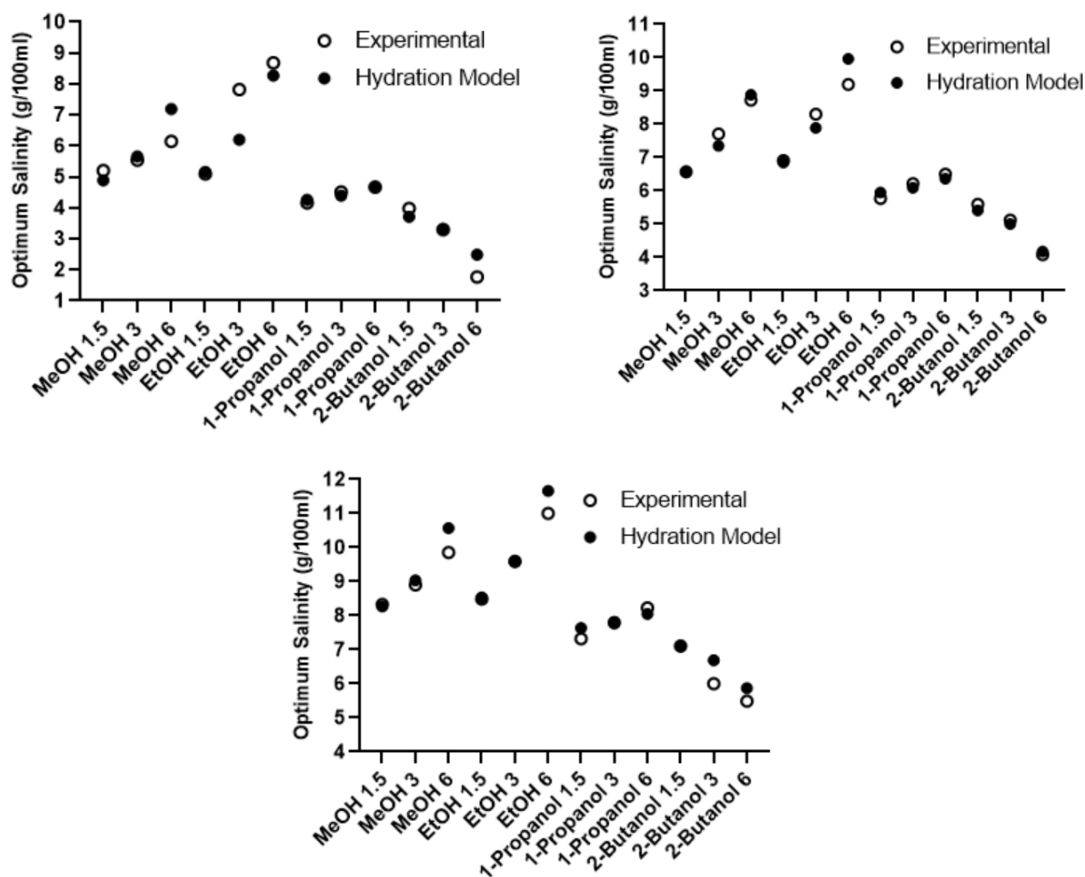 Optimum Salinity (g/100ml)
10
9
8
7
6
5
4
3
2
1
Experimental
Hydration Model
MeOH 1.5
MeOH 3
MeOH 6
EtOH 1.5
EtOH 3
EtOH 6
1-Propanol 1.5
1-Propanol 3
1-Propanol 6
2-Butanol 1.5
2-Butanol 3
2-Butanol 6
Optimum Salinity (g/100ml)
11
10
9
8
7
6
5
4
3
Experimental
Hydration Model
MeOH 1.5
MeOH 3
MeOH 6
EtOH 1.5
EtOH 3
EtOH 6
1-Propanol 1.5
1-Propanol 3
1-Propanol 6
2-Butanol 1.5
2-Butanol 3
2-Butanol 6
Optimum Salinity (g/100ml)
12
11
10
9
8
7
6
5
4
Experimental
Hydration Model
MeOH 1.5
MeOH 3
MeOH 6
EtOH 1.5
EtOH 3
EtOH 6
1-Propanol 1.5
1-Propanol 3
1-Propanol 6
2-Butanol 1.5
2-Butanol 3
2-Butanol 6